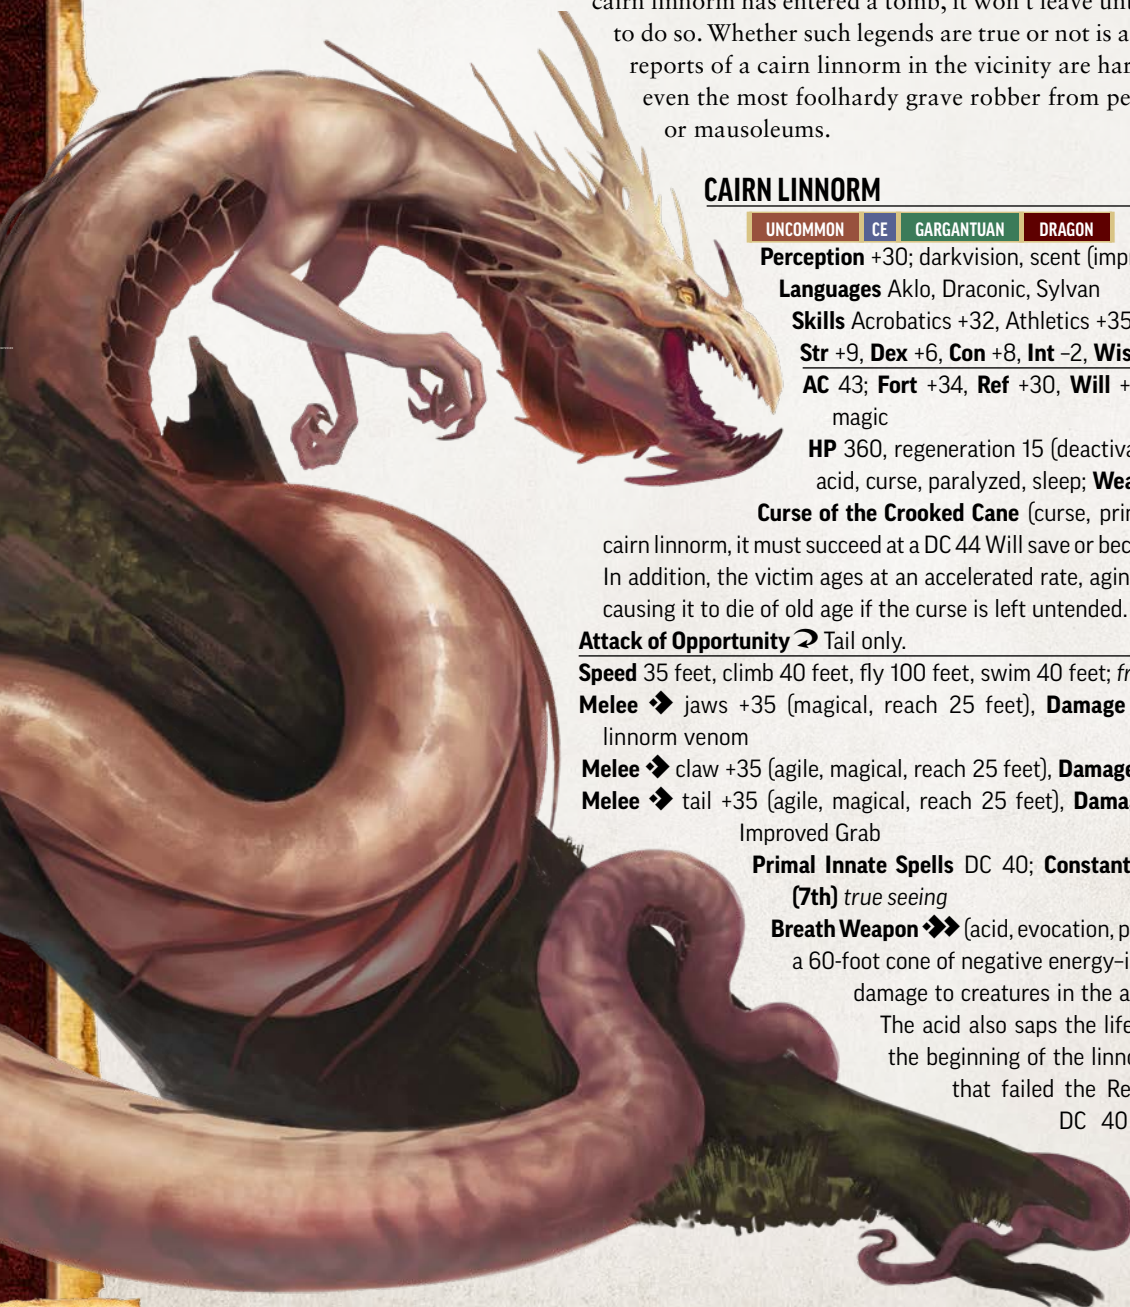 cairn linnorm has entered a tomb, it won't leave
to do so. Whether such legends are true or not is a
reports of a cairn linnorm in the vicinity are
even the most foolhardy grave robber from
or mausoleums.
CAIRN LINNORM
UNCOMMON CE GARGANTUAN DRAGON
Perception +30; darkvision, scent
Languages Aklo, Draconic, Sylvan
Skills Acrobatics +32, Athletics +35
Str +9, Dex +6, Con +8, Int –2, Wis
AC 43; Fort +34, Ref +30, Will +
magic
HP 360, regeneration 15
acid, curse, paralyzed, sleep;
Curse of the Crooked Cane (curse,
cairn linnorm, it must succeed at a DC 44 Will save or
In addition, the victim ages at an accelerated rate,
causing it to die of old age if the curse is left untended.
Attack of Opportunity Tail only.
Speed 35 feet, climb 40 feet, fly 100 feet, swim 40 feet;
Melee jaws +35 (magical, reach 25 feet), Damage
linnorm venom
Melee claw +35 (agile, magical, reach 25 feet), Damage
Melee tail +35 (agile, magical, reach 25 feet),
Improved Grab
Primal Innate Spells DC 40; Constant
(7th) true seeing
Breath Weapon (acid, evocation,
a 60-foot cone of negative energy–
damage to creatures in the
The acid also saps the life
the beginning of the
that failed the
DC 40